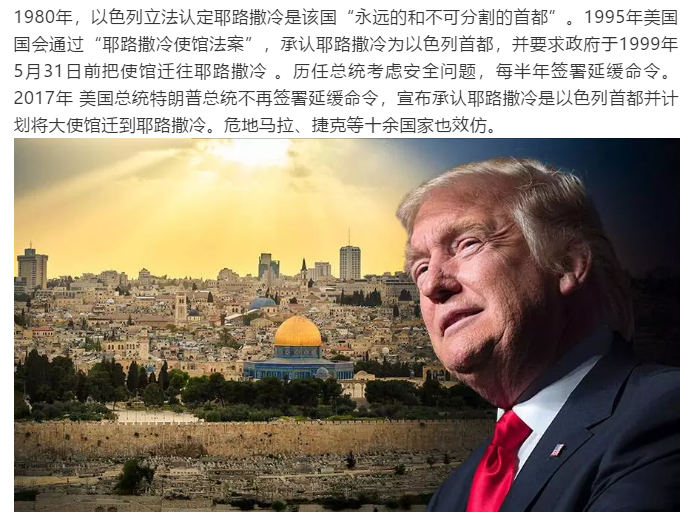 1980年，以色列立法认定耶路撒冷是该国“永远的和不可分割的首都”。1995年美国
国会通过“耶路撒冷使馆法案”，承认耶路撒冷为以色列首都，并要求政府于1999年
5月31日前把使馆迁往耶路撒冷 。历任总统考虑安全问题，每半年签署延缓命令。
2017年 美国总统特朗普总统不再签署延缓命令，宣布承认耶路撒冷是以色列首都并计
划将大使馆迁到耶路撒冷。危地马拉、捷克等十余国家也效仿。